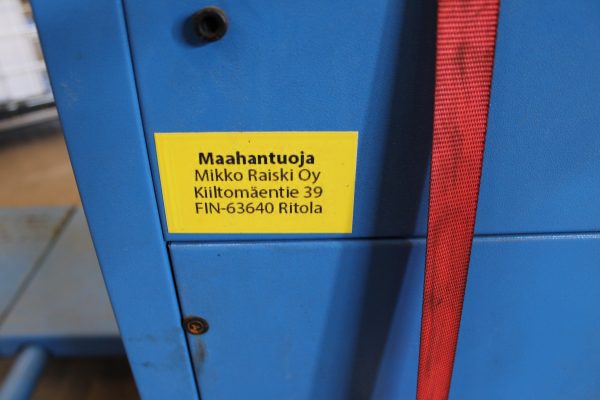 Maahantuoja
Mikko Raiski Oy
Kiiltomäentie 39
FIN-63640 Ritola